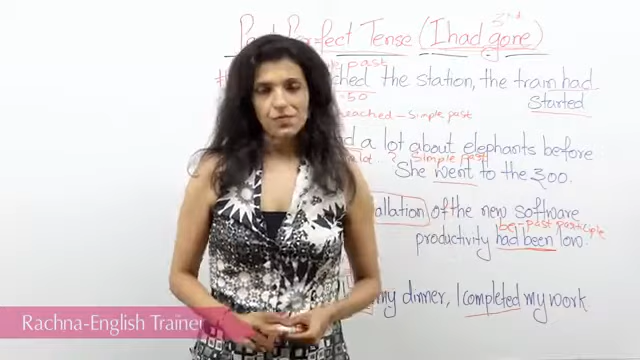 Past Perfect Tense (I had gone)
3rd
past
the station, the train had
started
50
reached - Simple past
a lot about elephants before
Simple past
She went to the zoo.
of the new software
be - past participle
productivity had been low.
my dinner, I completed my work.
Rachna-English Trainer